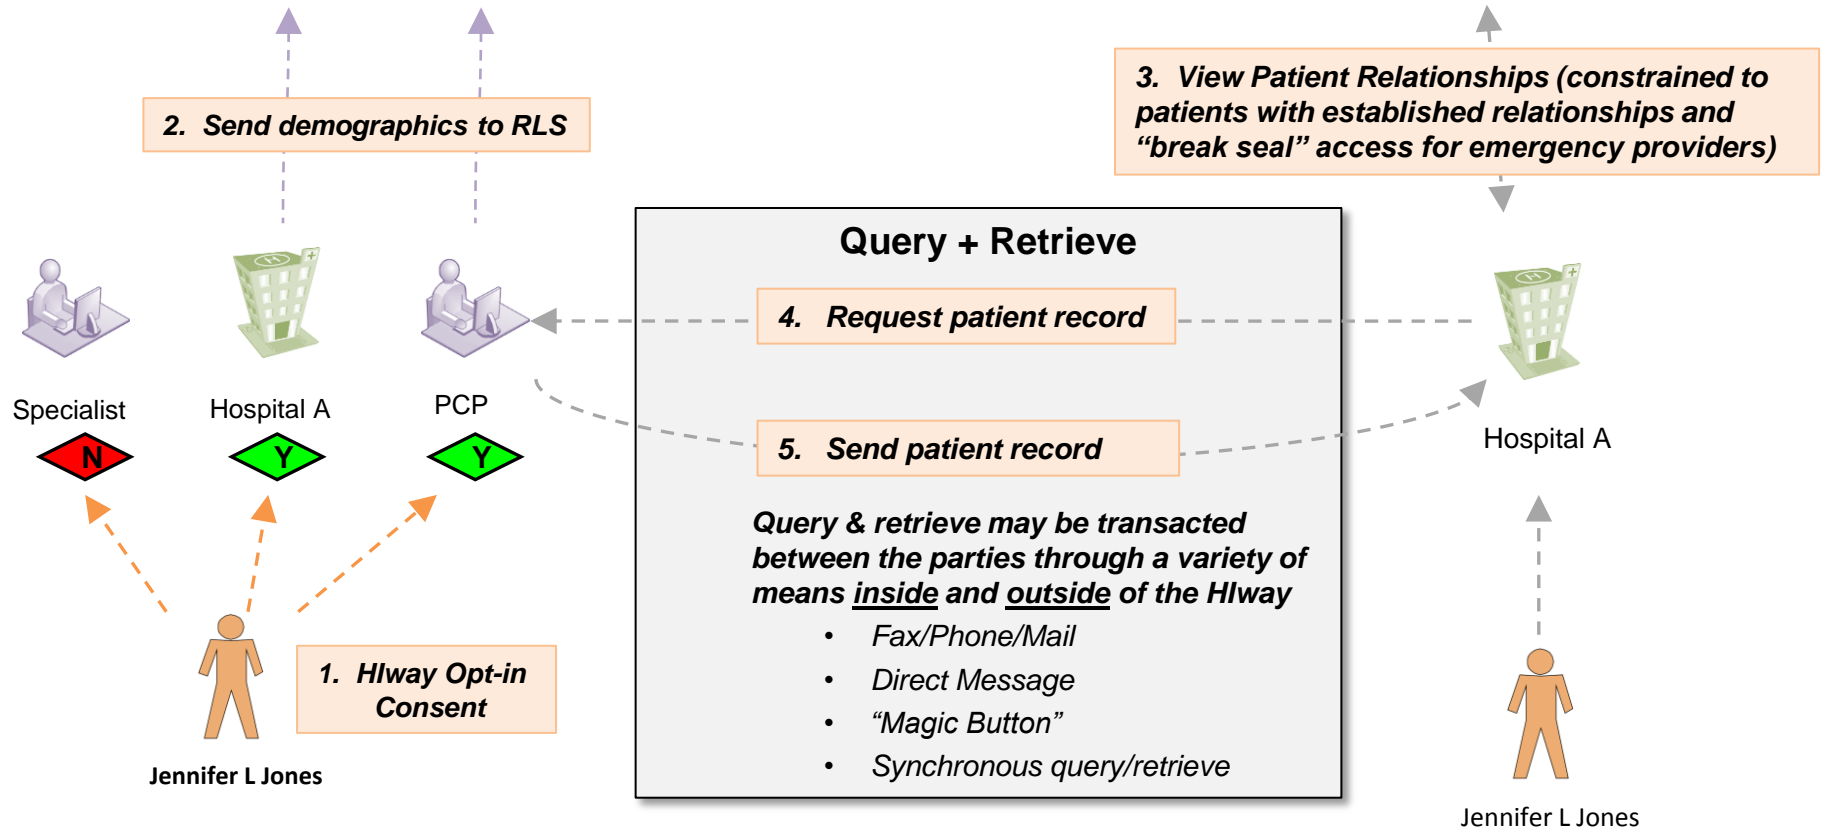 2. Send demographics to RLS
3. View Patient Relationships (constrained to
patients with established relationships and
“break seal” access for emergency providers)
Query + Retrieve
4. Request patient record
Specialist
Hospital A
PCP
N
Y
Y
5. Send patient record
Hospital A
Query & retrieve may be transacted
between the parties through a variety of
means inside and outside of the HIway
• Fax/Phone/Mail
• Direct Message
• “Magic Button”
• Synchronous query/retrieve
1. HIway Opt-in
Consent
Jennifer L Jones
Jennifer L Jones